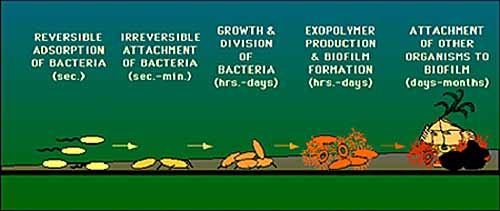 REVERSIBLE
ADSORPTION
OF BACTERIA
(sec.)
IRREVERSIBLE
ATTACHMENT
OF BACTERIA
(sec.-min.)
GROWTH &
DIVISION
OF
BACTERIA
(hrs.-days)
EXOPOLYMER
PRODUCTION
& BIOFILM
FORMATION
(hrs.-days)
ATTACHMENT
OF OTHER
ORGANISMS TO
BIOFILM
(days-months)